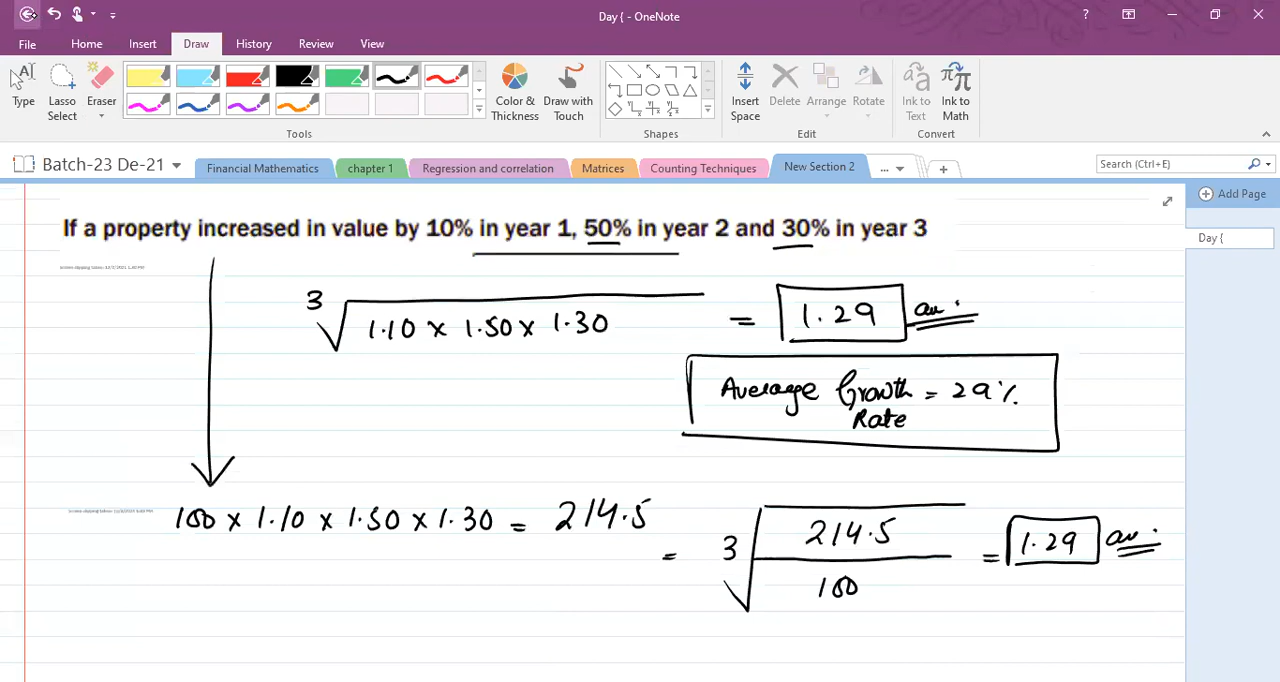 Day { - OneNote
?
File Home Insert Draw History Review View
Type Lasso Select Eraser Color & Thickness Draw with Touch Insert Space Delete Arrange Rotate Ink to Text Ink to Math
Tools Shapes Edit Convert
Batch-23 De-21 Financial Mathematics chapter 1 Regression and correlation Matrices Counting Techniques New Section 2 ... Search (Ctrl+E)
Add Page
Day {
If a property increased in value by 10% in year 1, 50% in year 2 and 30% in year 3
3√1.10 × 1.50 × 1.30 = 1.29 av.
Average Growth = 29%
Rate
100 × 1.10 × 1.50 × 1.30 = 214.5
= 3√214.5/100 = 1.29 av.